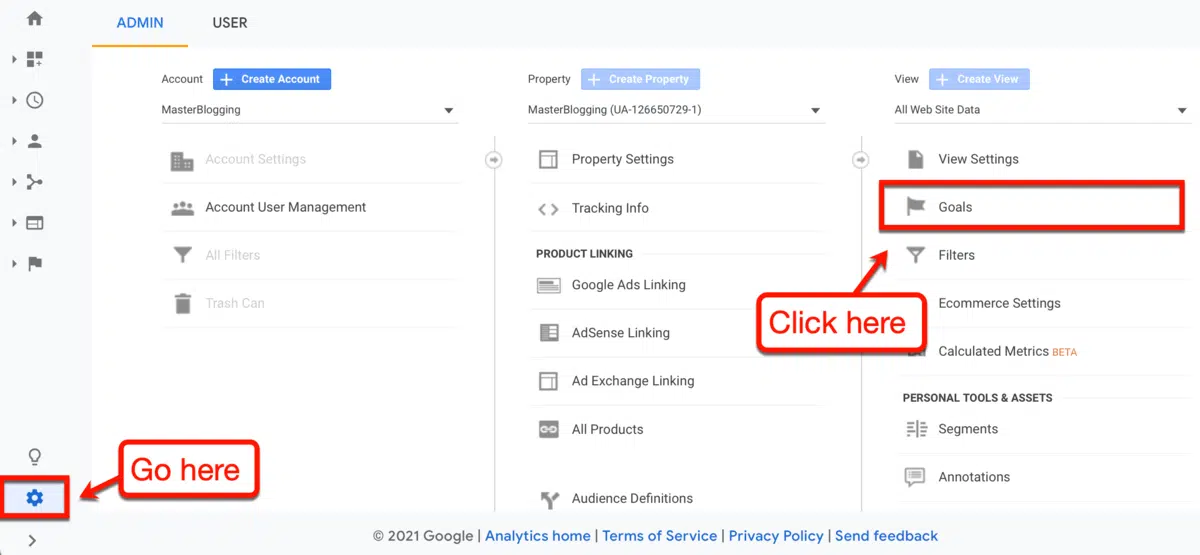 ADMIN
USER
Account
Create Account
Property
Create Property
View
Create View
MasterBlogging
MasterBlogging (UA-126650729-1)
All Web Site Data
Account Settings
Property Settings
View Settings
Account User Management
Tracking Info
Goals
All Filters
PRODUCT LINKING
Filters
Google Ads Linking
Trash Can
Ecommerce Settings
Click here
AdSense Linking
Calculated Metrics BETA
Ad Exchange Linking
PERSONAL TOOLS & ASSETS
All Products
Segments
Go here
Annotations
Audience Definitions
© 2021 Google | Analytics home | Terms of Service | Privacy Policy | Send feedback